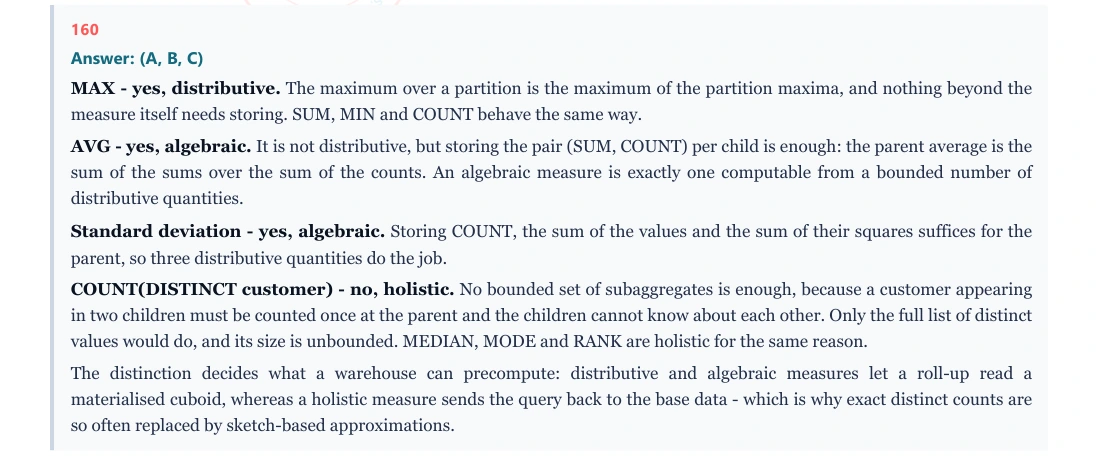 160
Answer: (A, B, C)
MAX - yes, distributive. The maximum over a partition is the maximum of the partition maxima, and nothing beyond the
measure itself needs storing. SUM, MIN and COUNT behave the same way.
AVG - yes, algebraic. It is not distributive, but storing the pair (SUM, COUNT) per child is enough: the parent average is the
sum of the sums over the sum of the counts. An algebraic measure is exactly one computable from a bounded number of
distributive quantities.
Standard deviation - yes, algebraic. Storing COUNT, the sum of the values and the sum of their squares suffices for the
parent, so three distributive quantities do the job.
COUNT(DISTINCT customer) - no, holistic. No bounded set of subaggregates is enough, because a customer appearing
in two children must be counted once at the parent and the children cannot know about each other. Only the full list of distinct
values would do, and its size is unbounded. MEDIAN, MODE and RANK are holistic for the same reason.
The distinction decides what a warehouse can precompute: distributive and algebraic measures let a roll-up read a
materialised cuboid, whereas a holistic measure sends the query back to the base data - which is why exact distinct counts are
so often replaced by sketch-based approximations.